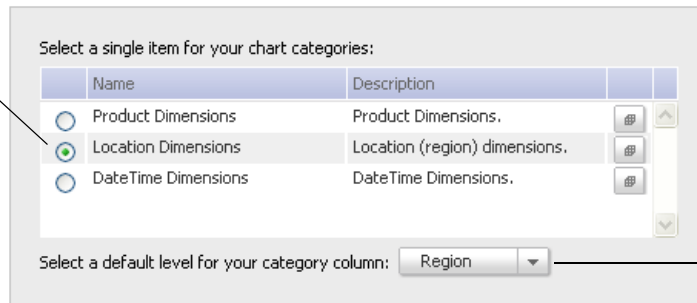 Select a single item for your chart categories:
Name Description
Product Dimensions Product Dimensions.
Location Dimensions Location (region) dimensions.
DateTime Dimensions DateTime Dimensions.
Select a default level for your category column: Region